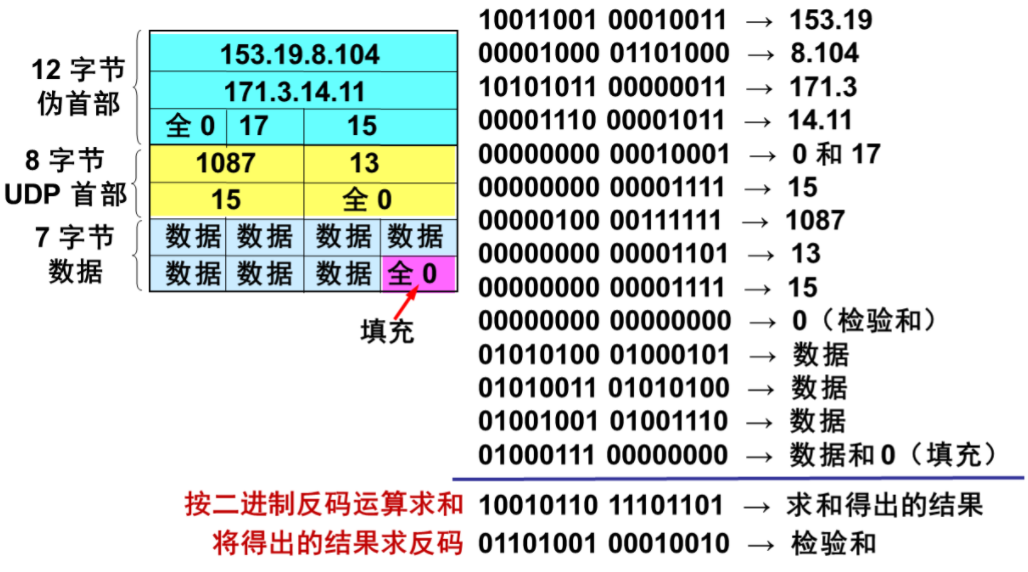 12 字节
伪首部
153.19.8.104
171.3.14.11
全 0 17 15
8 字节
UDP 首部
1087 13
15 全 0
7 字节
数据
数据 数据 数据 数据
数据 数据 数据 全 0
填充
10011001 00010011 → 153.19
00001000 01101000 → 8.104
10101011 00000011 → 171.3
00001110 00001011 → 14.11
00000000 00010001 → 0 和 17
00000000 00001111 → 15
00000100 00111111 → 1087
00000000 00001101 → 13
00000000 00001111 → 15
00000000 00000000 → 0（检验和）
01010100 01000101 → 数据
01010011 01010100 → 数据
01001001 01001110 → 数据
01000111 00000000 → 数据和 0（填充）
按二进制反码运算求和 10010110 11101101 → 求和得出的结果
将得出的结果求反码 01101001 00010010 → 检验和